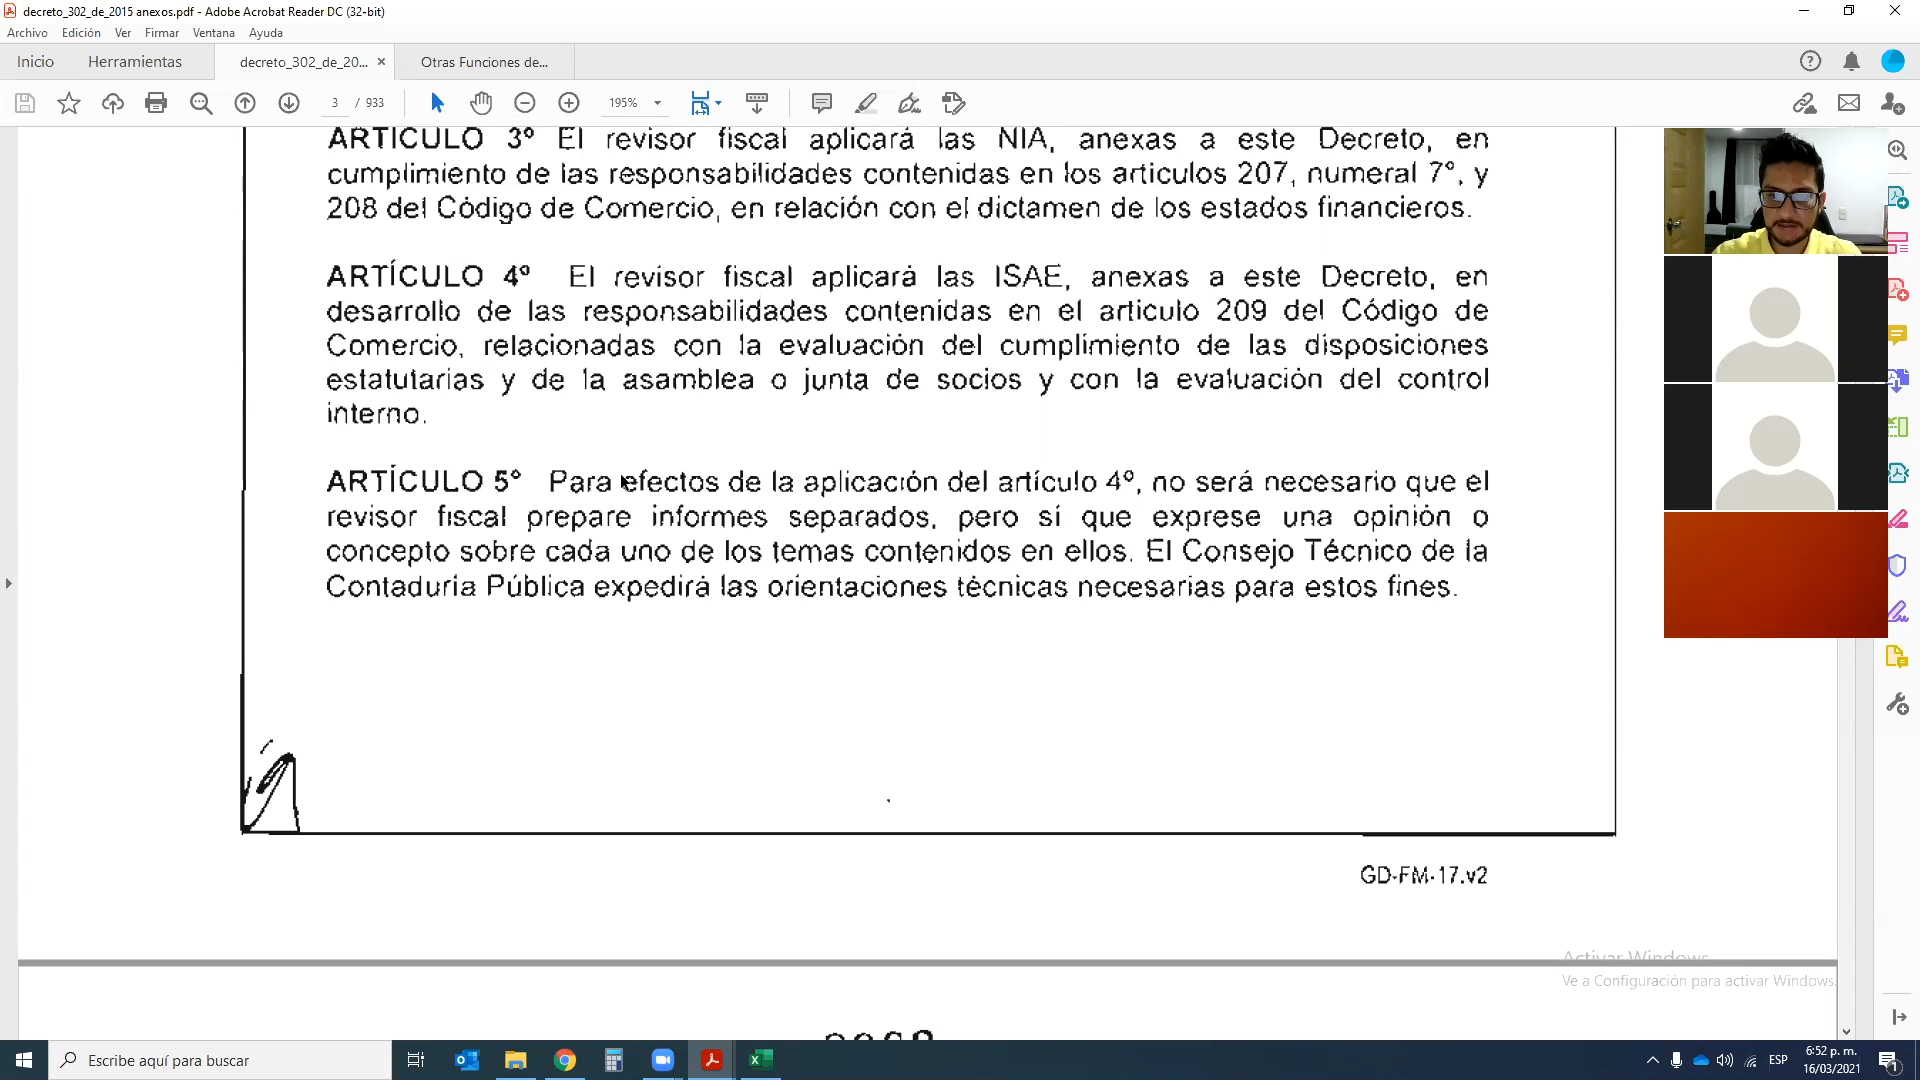 decreto_302_de_2015 anexos.pdf - Adobe Acrobat Reader DC (32-bit)
Archivo Edición Ver Firmar Ventana Ayuda
Inicio Herramientas decreto_302_de_20... × Otras Funciones de...
3 / 933 195%
ARTÍCULO 3º El revisor fiscal aplicará las NIA, anexas a este Decreto, en
cumplimiento de las responsabilidades contenidas en los artículos 207, numeral 7°, y
208 del Código de Comercio, en relación con el dictamen de los estados financieros.
ARTÍCULO 4º El revisor fiscal aplicará las ISAE, anexas a este Decreto, en
desarrollo de las responsabilidades contenidas en el artículo 209 del Código de
Comercio, relacionadas con la evaluación del cumplimiento de las disposiciones
estatutarias y de la asamblea o junta de socios y con la evaluación del control
interno.
ARTÍCULO 5° Para efectos de la aplicación del artículo 4º, no será necesario que el
revisor fiscal prepare informes separados, pero sí que exprese una opinión o
concepto sobre cada uno de los temas contenidos en ellos. El Consejo Técnico de la
Contaduría Pública expedirá las orientaciones técnicas necesarias para estos fines.
GD-FM-17.v2
Activar Windows
Ve a Configuración para activar Windows.
Escribe aquí para buscar
ESP
6:52 p. m.
16/03/2021
1